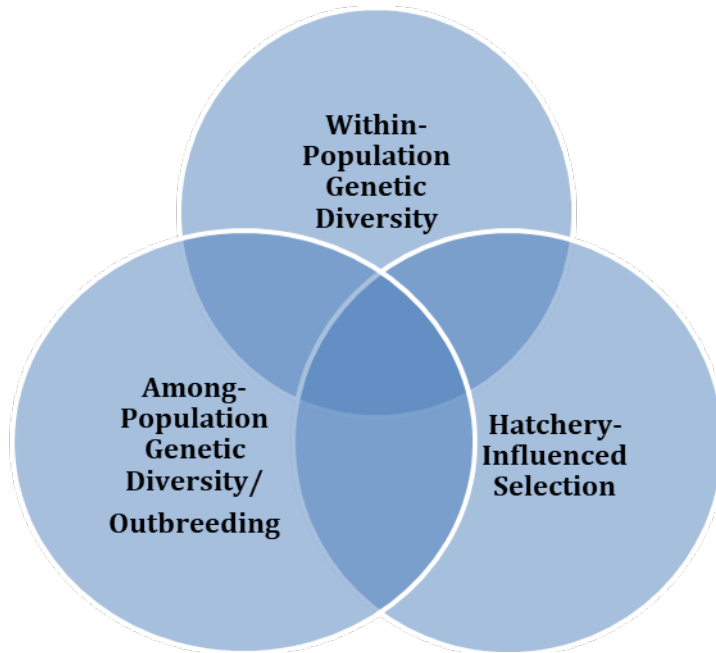 Within-
Population
Genetic
Diversity
Among-
Population
Genetic
Diversity/
Outbreeding
Hatchery-
Influenced
Selection